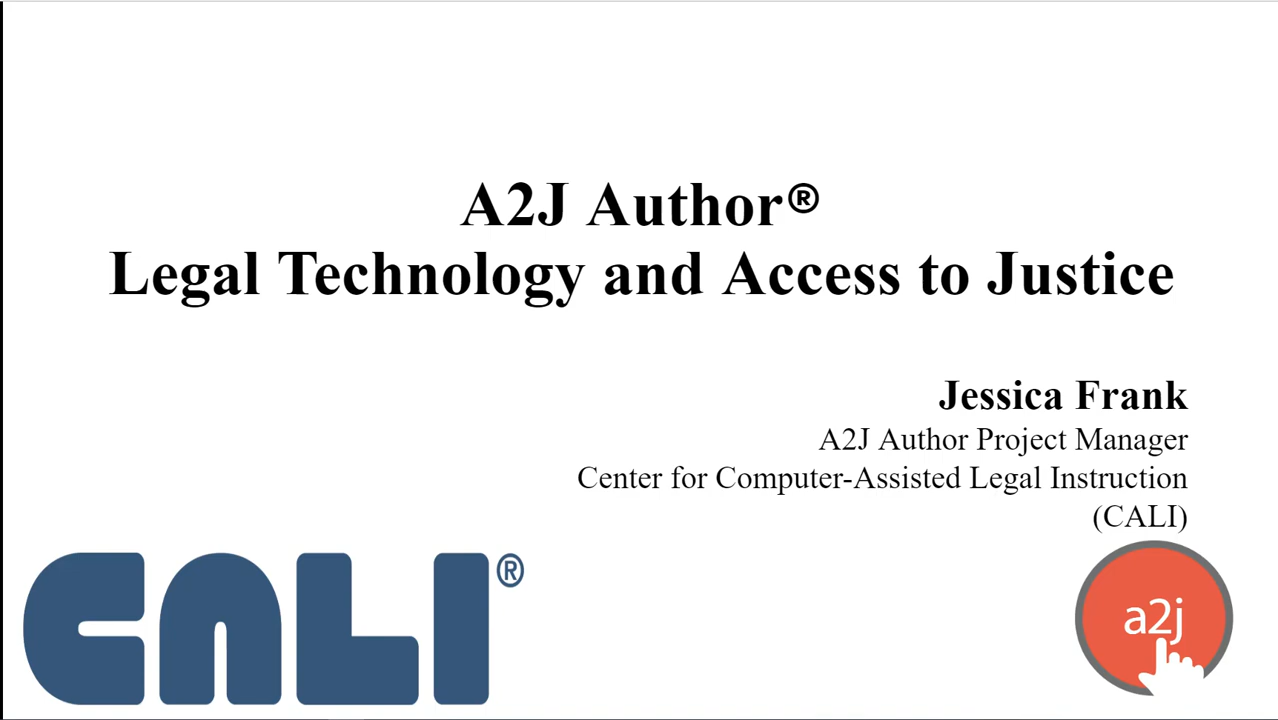 A2J Author®
Legal Technology and Access to Justice
Jessica Frank
A2J Author Project Manager
Center for Computer-Assisted Legal Instruction
(CALI)
CALI®
a2j